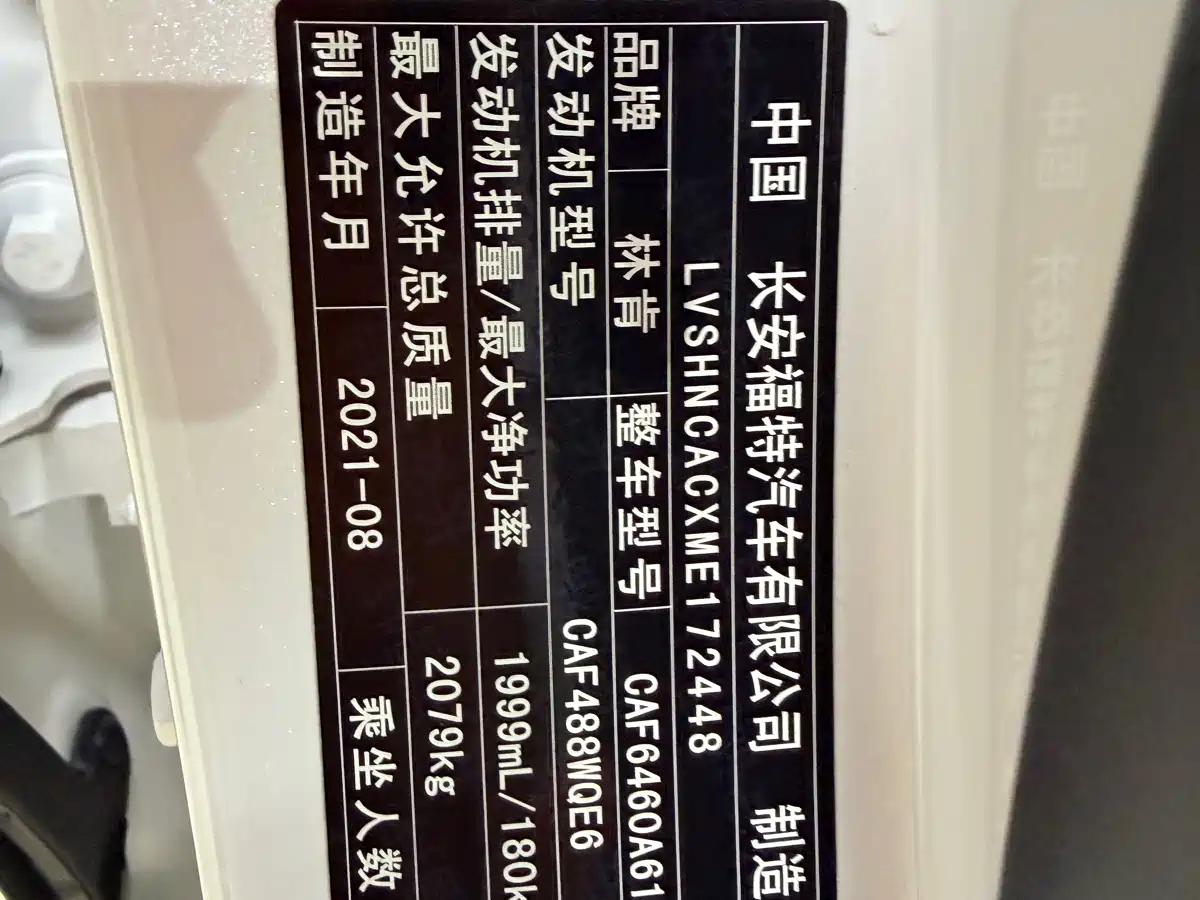 中国 长安福特汽车有限公司 制造
LVSHNCACXME172448
品牌 林肯 整车型号 CAF6460A61
发动机型号 CAF488WQE6
发动机排量/最大净功率 1999mL/180k
最大允许总质量 2079kg
制造年月 2021-08 乘坐人数